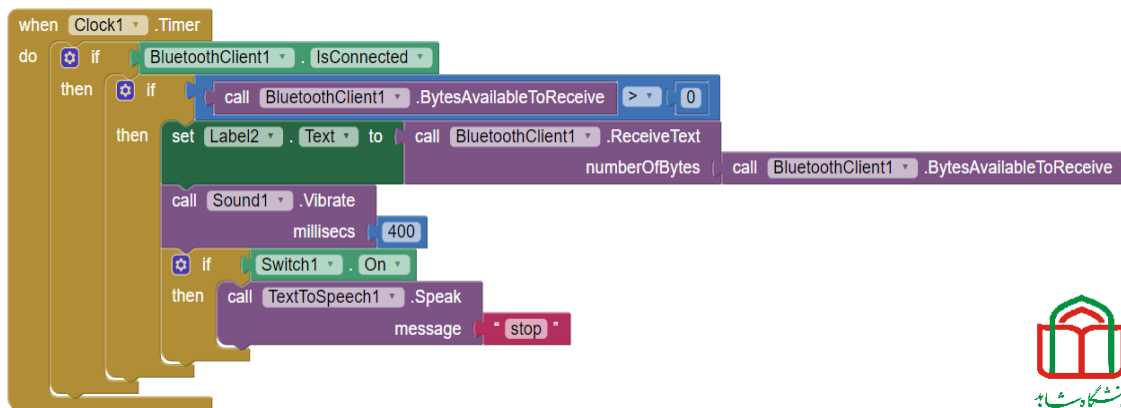 when Clock1 .Timer
do if BluetoothClient1 . IsConnected
then if call BluetoothClient1 .BytesAvailableToReceive > 0
then set Label2 . Text to call BluetoothClient1 .ReceiveText
numberOfBytes call BluetoothClient1 .BytesAvailableToReceive
call Sound1 .Vibrate
millisecs 400
if Switch1 . On
then call TextToSpeech1 .Speak
message " stop "